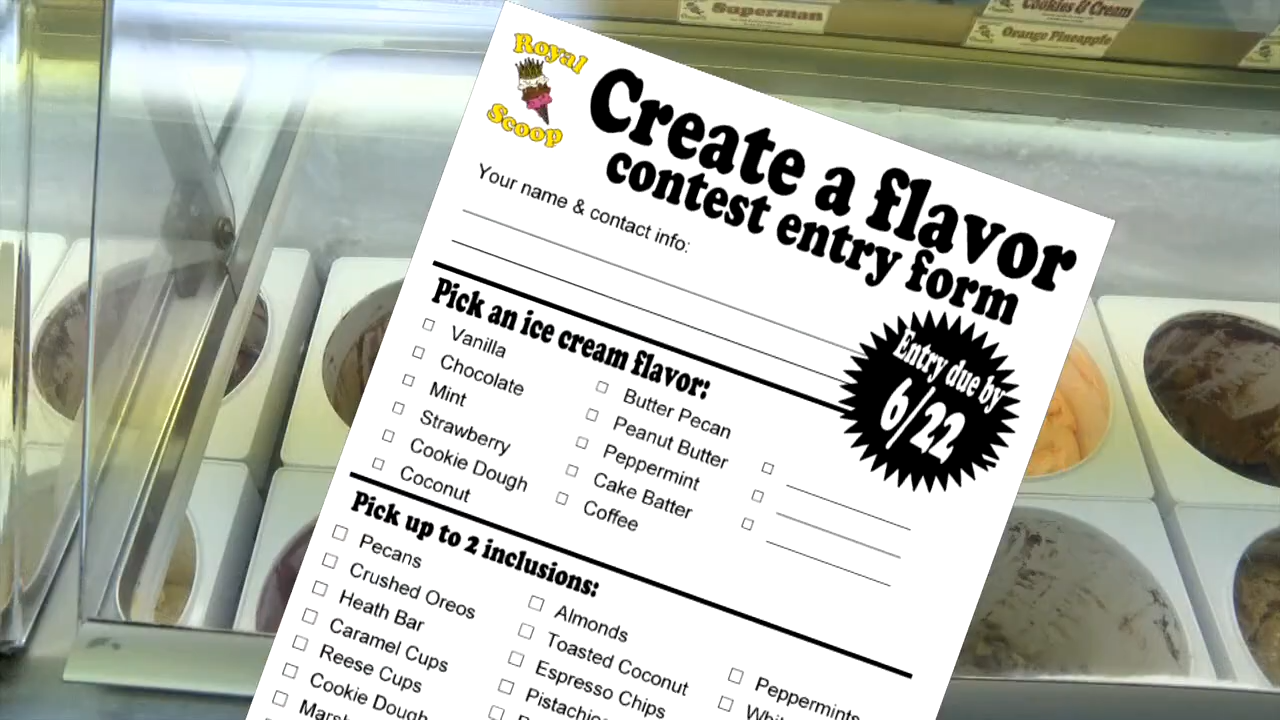 Superman
Cookies & Cream
Orange Pineapple
Royal
Scoop
Create a flavor
contest entry form
Your name & contact info:
Entry due by
6/22
Pick an ice cream flavor:
Vanilla
Chocolate
Mint
Strawberry
Cookie Dough
Coconut
Butter Pecan
Peanut Butter
Peppermint
Cake Batter
Coffee
Pick up to 2 inclusions:
Pecans
Crushed Oreos
Heath Bar
Caramel Cups
Reese Cups
Cookie Dough
Almonds
Toasted Coconut
Espresso Chips
Peppermints